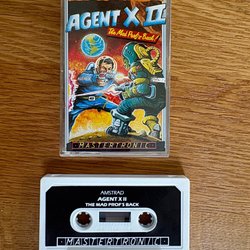 AGENT X II
The Mad Prof's Back!
MASTERTRONIC
AMSTRAD
AGENT X II
THE MAD PROF'S BACK
MASTERTRONIC